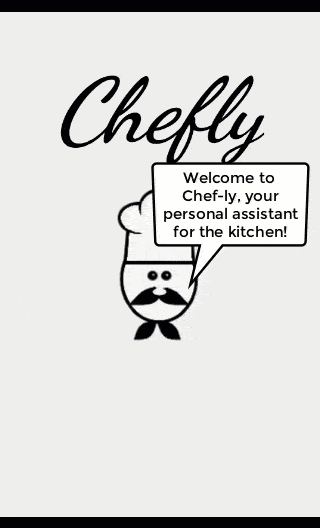 Chefly
Welcome to
Chef-ly, your
personal assistant
for the kitchen!